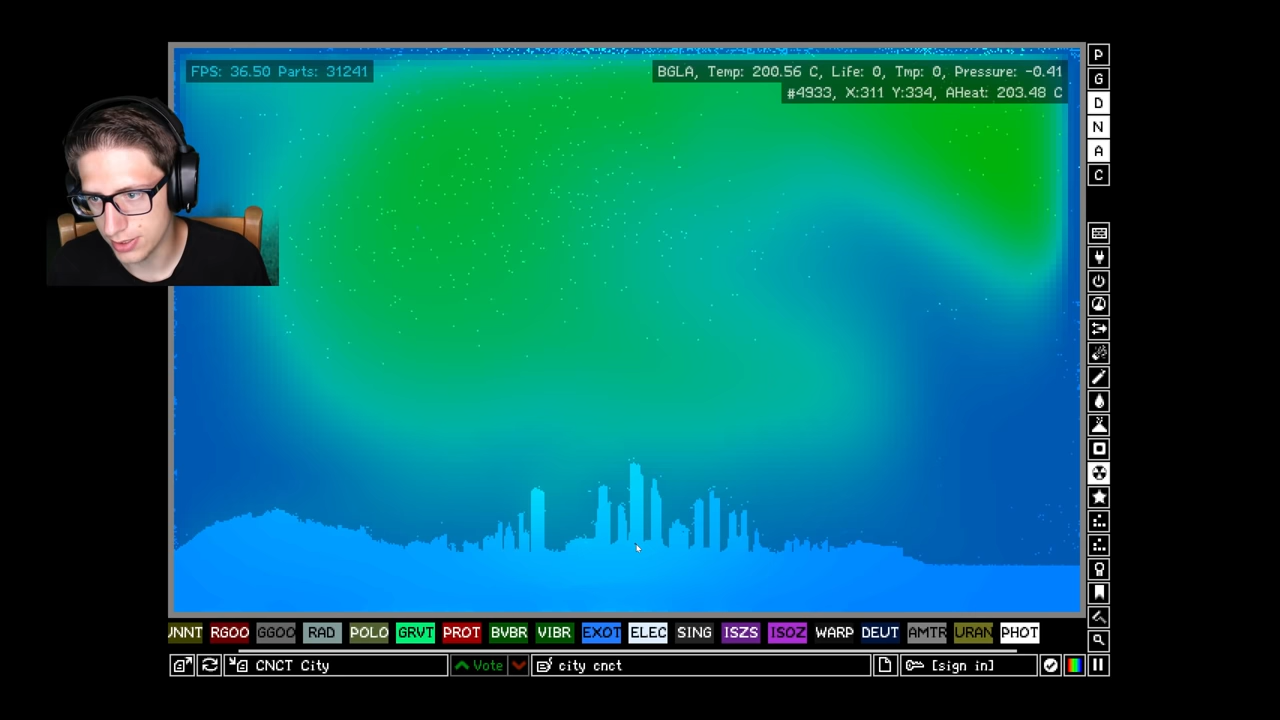 FPS: 36.50 Parts: 31241
BGLA, Temp: 200.56 C, Life: 0, Tmp: 0, Pressure: -0.41
#4933, X:311 Y:334, AHeat: 203.48 C
P
G
D
N
A
C
UNNT RGOO GGOO RAD POLO GRVT PROT BVBR VIBR EXOT ELEC SING ISZS ISOZ WARP DEUT AMTR URAN PHOT
CNCT City Vote city cnct [sign in]